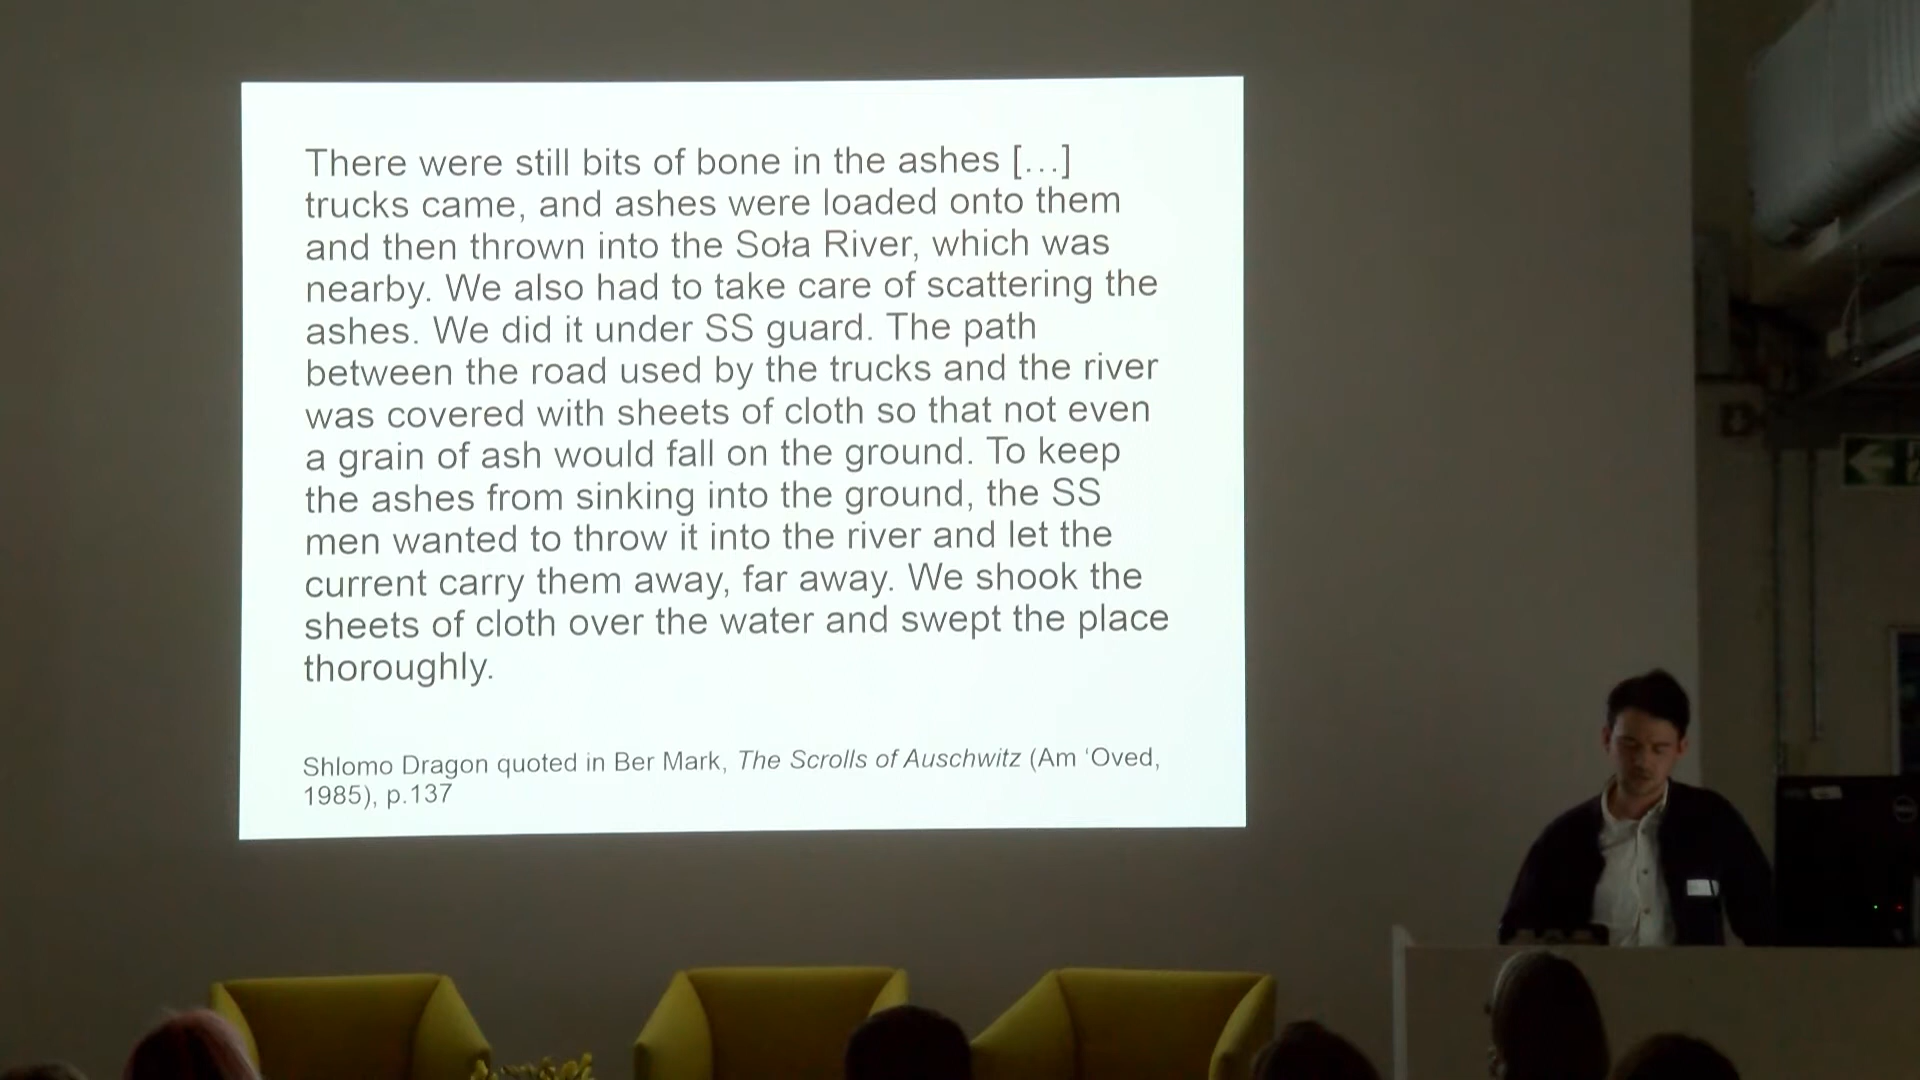 There were still bits of bone in the ashes […]
trucks came, and ashes were loaded onto them
and then thrown into the Soła River, which was
nearby. We also had to take care of scattering the
ashes. We did it under SS guard. The path
between the road used by the trucks and the river
was covered with sheets of cloth so that not even
a grain of ash would fall on the ground. To keep
the ashes from sinking into the ground, the SS
men wanted to throw it into the river and let the
current carry them away, far away. We shook the
sheets of cloth over the water and swept the place
thoroughly.
Shlomo Dragon quoted in Ber Mark, The Scrolls of Auschwitz (Am ‘Oved,
1985), p.137